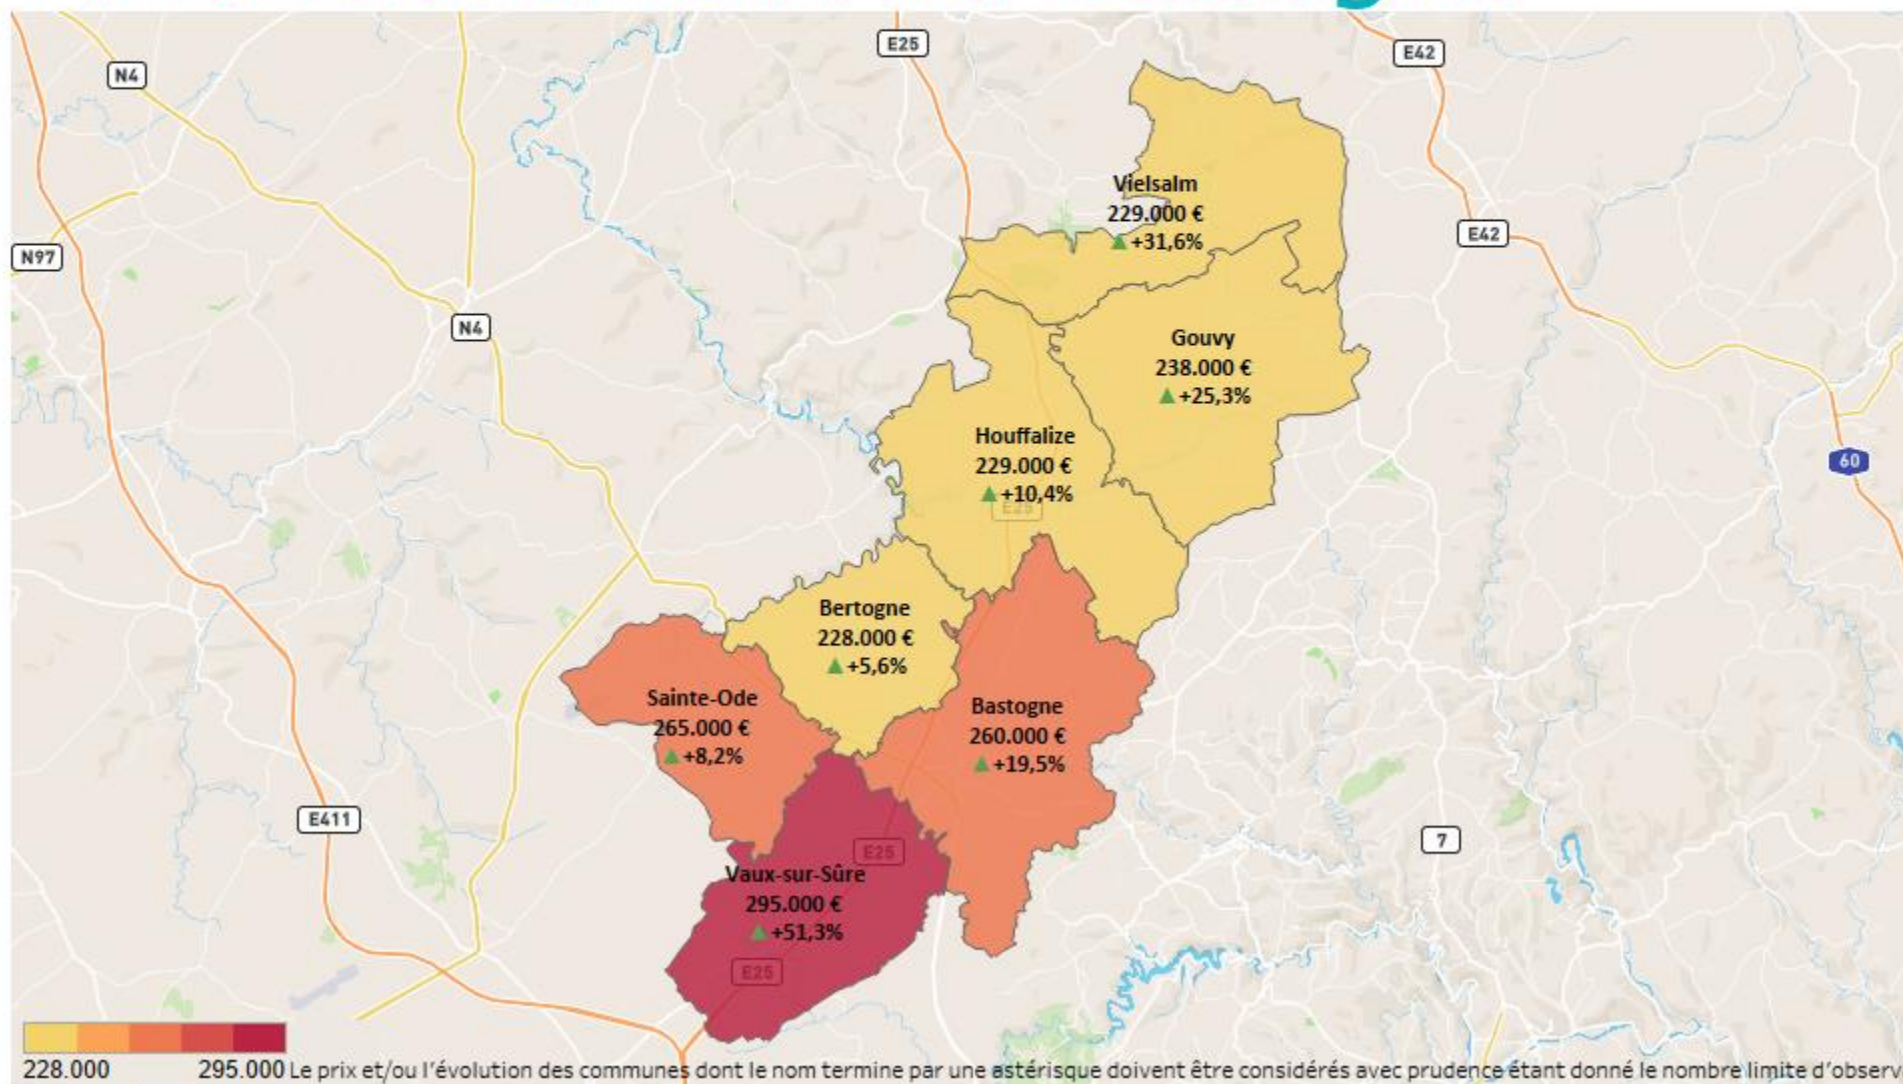 E25
E42
N4
Vielsalm
229.000 €
▲ +31,6%
E42
N97
N4
Gouvy
238.000 €
▲ +25,3%
Houffalize
229.000 €
▲ +10,4%
E25
60
Bertogne
228.000 €
▲ +5,6%
Sainte-Ode
265.000 €
▲ +8,2%
Bastogne
260.000 €
▲ +19,5%
E411
7
E25
Vaux-sur-Sûre
295.000 €
▲ +51,3%
E25
228.000 295.000 Le prix et/ou l'évolution des communes dont le nom termine par une astérisque doivent être considérés avec prudence étant donné le nombre limite d'observ